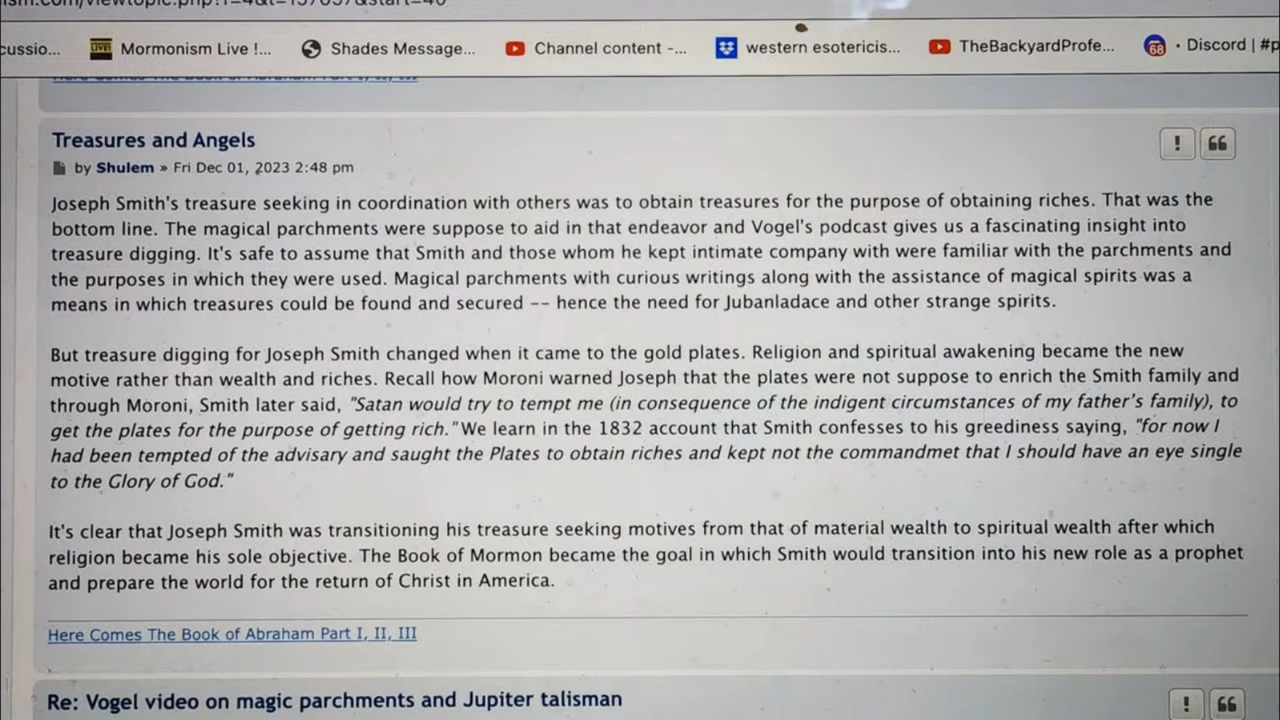 cussio... Mormonism Live !... Shades Message... Channel content -... western esotericis... TheBackyardProfe... 68 • Discord | #p
Here Comes The Book of Abraham Part I, II, III
Treasures and Angels
by Shulem » Fri Dec 01, 2023 2:48 pm
Joseph Smith's treasure seeking in coordination with others was to obtain treasures for the purpose of obtaining riches. That was the
bottom line. The magical parchments were suppose to aid in that endeavor and Vogel's podcast gives us a fascinating insight into
treasure digging. It's safe to assume that Smith and those whom he kept intimate company with were familiar with the parchments and
the purposes in which they were used. Magical parchments with curious writings along with the assistance of magical spirits was a
means in which treasures could be found and secured -- hence the need for Jubanladace and other strange spirits.
But treasure digging for Joseph Smith changed when it came to the gold plates. Religion and spiritual awakening became the new
motive rather than wealth and riches. Recall how Moroni warned Joseph that the plates were not suppose to enrich the Smith family and
through Moroni, Smith later said, "Satan would try to tempt me (in consequence of the indigent circumstances of my father's family), to
get the plates for the purpose of getting rich." We learn in the 1832 account that Smith confesses to his greediness saying, "for now I
had been tempted of the advisary and saught the Plates to obtain riches and kept not the commandmet that I should have an eye single
to the Glory of God."
It's clear that Joseph Smith was transitioning his treasure seeking motives from that of material wealth to spiritual wealth after which
religion became his sole objective. The Book of Mormon became the goal in which Smith would transition into his new role as a prophet
and prepare the world for the return of Christ in America.
Here Comes The Book of Abraham Part I, II, III
Re: Vogel video on magic parchments and Jupiter talisman